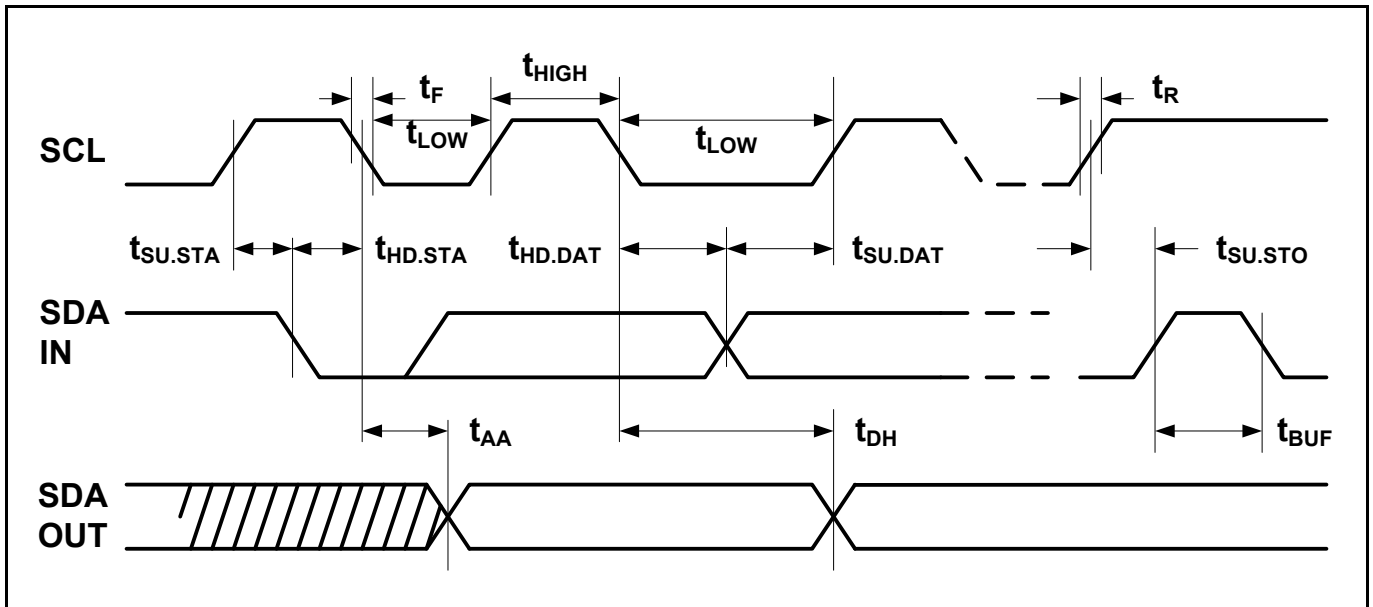 tHIGH
tF
tR
SCL
tLOW
tLOW
tSU.STA
tHD.STA
tHD.DAT
tSU.DAT
tSU.STO
SDA
IN
tAA
tDH
tBUF
SDA
OUT